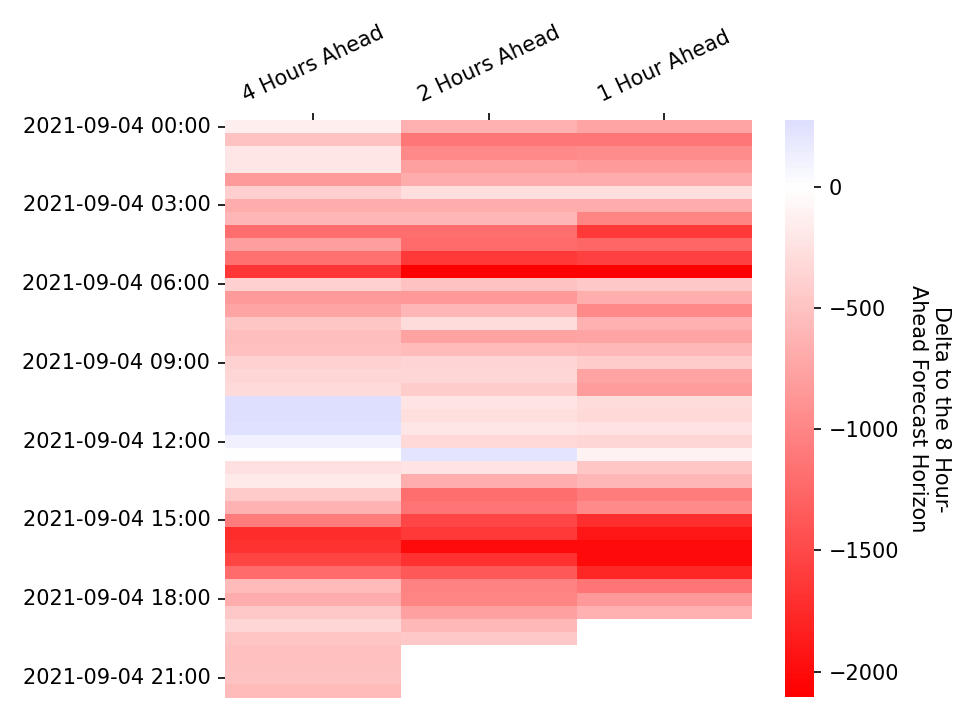 4 Hours Ahead
2 Hours Ahead
1 Hour Ahead
2021-09-04 00:00
2021-09-04 03:00
2021-09-04 06:00
2021-09-04 09:00
2021-09-04 12:00
2021-09-04 15:00
2021-09-04 18:00
2021-09-04 21:00
0
−500
−1000
−1500
−2000
Delta to the 8 Hour-
Ahead Forecast Horizon